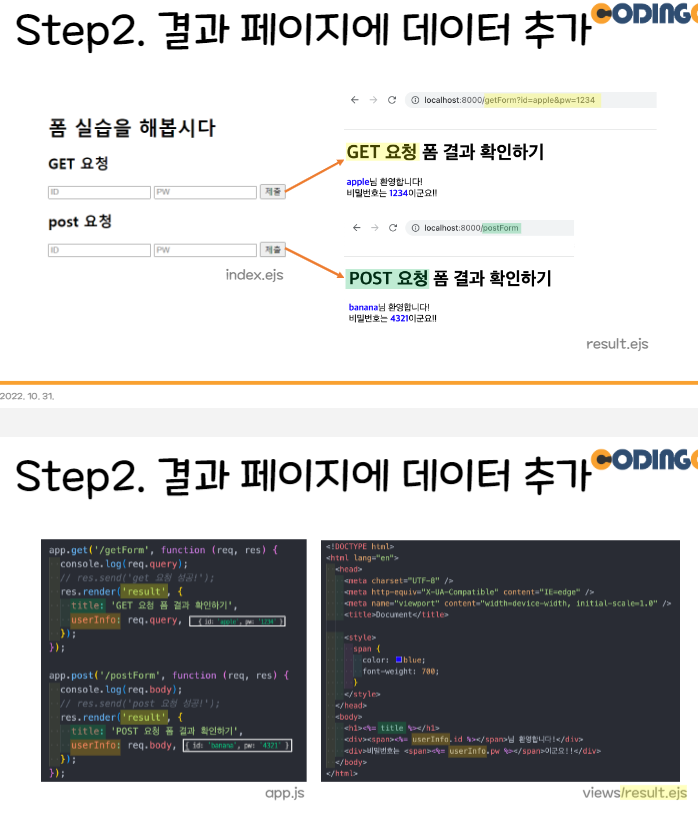 Step2. 결과 페이지에 데이터 추가
CODINGO
localhost:8000/getForm?id=apple&pw=1234
폼 실습을 해봅시다
GET 요청
ID
PW
제출
post 요청
ID
PW
제출
index.ejs
GET 요청 폼 결과 확인하기
apple님 환영합니다!
비밀번호는 1234이군요!!
localhost:8000/postForm
POST 요청 폼 결과 확인하기
banana님 환영합니다!
비밀번호는 4321이군요!!
result.ejs
2022. 10. 31.
Step2. 결과 페이지에 데이터 추가
CODINGO
app.get('/getForm', function (req, res) {
console.log(req.query);
// res.send('get 요청 성공!');
res.render('result', {
title: 'GET 요청 폼 결과 확인하기',
userInfo: req.query, { id: 'apple', pw: '1234' }
});
});
app.post('/postForm', function (req, res) {
console.log(req.body);
// res.send('post 요청 성공!');
res.render('result', {
title: 'POST 요청 폼 결과 확인하기',
userInfo: req.body, { id: 'banana', pw: '4321' }
});
});
app.js
<!DOCTYPE html>
<html lang="en">
<head>
<meta charset="UTF-8" />
<meta http-equiv="X-UA-Compatible" content="IE=edge" />
<meta name="viewport" content="width=device-width, initial-scale=1.0" />
<title>Document</title>
<style>
span {
color: blue;
font-weight: 700;
}
</style>
</head>
<body>
<h1><%= title %></h1>
<div><span><%= userInfo.id %></span>님 환영합니다!</div>
<div>비밀번호는 <span><%= userInfo.pw %></span>이군요!!</div>
</body>
</html>
views/result.ejs